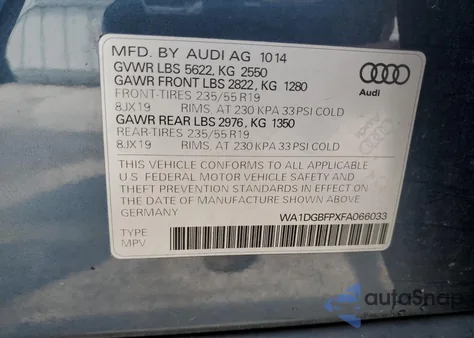 MFD. BY AUDI AG 10 14
GVWR LBS 5622, KG 2550
GAWR FRONT LBS 2822, KG 1280
FRONT-TIRES 235/55 R19
8JX19 RIMS, AT 230 KPA 33 PSI COLD
GAWR REAR LBS 2976, KG 1350
REAR-TIRES 235/55 R19
8JX19 RIMS, AT 230 KPA 33 PSI COLD
Audi
THIS VEHICLE CONFORMS TO ALL APPLICABLE
U S FEDERAL MOTOR VEHICLE SAFETY AND
THEFT PREVENTION STANDARDS IN EFFECT ON
THE DATE OF MANUFACTURE SHOWN ABOVE
GERMANY
WA1DGBFPXFA066033
TYPE:
MPV
autoSnap